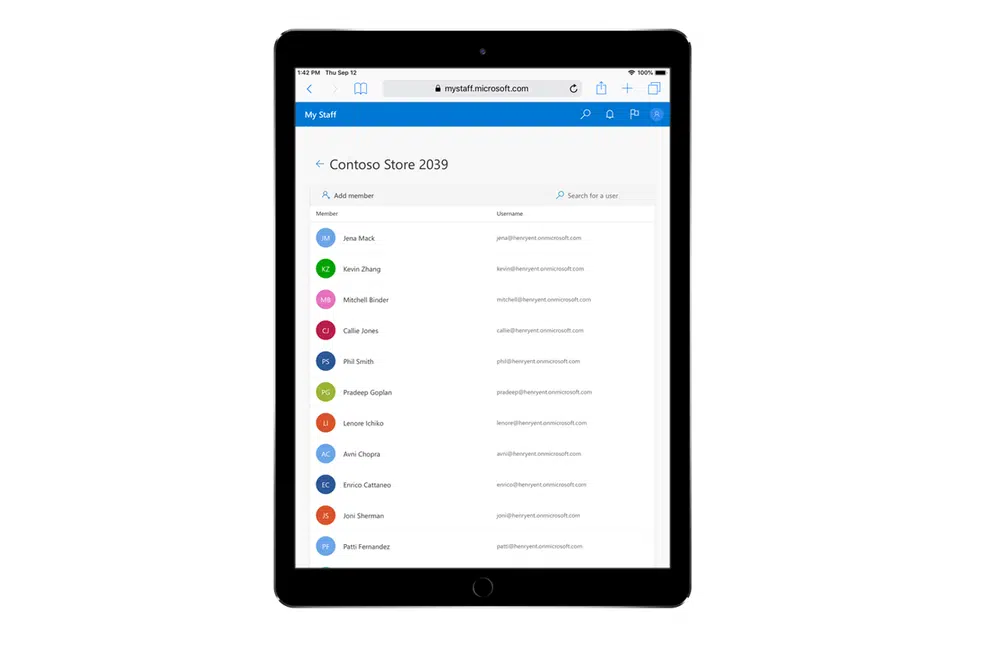 1:42 PM Thu Sep 12 100%
mystaff.microsoft.com
My Staff R
Contoso Store 2039
Add member Search for a user
Member Username
JM Jena Mack jena@henryent.onmicrosoft.com
KZ Kevin Zhang kevin@henryent.onmicrosoft.com
MB Mitchell Binder mitchell@henryent.onmicrosoft.com
CJ Callie Jones callie@henryent.onmicrosoft.com
PS Phil Smith phil@henryent.onmicrosoft.com
PG Pradeep Goplan pradeep@henryent.onmicrosoft.com
LI Lenore Ichiko lenore@henryent.onmicrosoft.com
AC Avni Chopra avni@henryent.onmicrosoft.com
EC Enrico Cattaneo enrico@henryent.onmicrosoft.com
JS Joni Sherman joni@henryent.onmicrosoft.com
Patti Fernandez patti@henryent.onmicrosoft.com